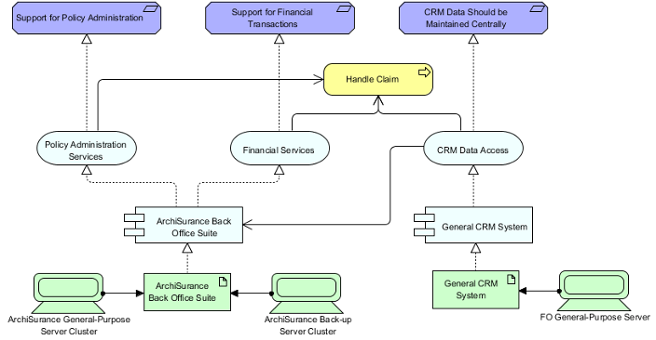 Support for Policy Administration
Support for Financial
Transactions
CRM Data Should be
Maintained Centrally
Handle Claim
Policy Administration
Services
Financial Services
CRM Data Access
ArchiSurance Back
Office Suite
General CRM System
ArchiSurance
Back Office Suite
General CRM
System
ArchiSurance General-Purpose
Server Cluster
ArchiSurance Back-up
Server Cluster
FO General-Purpose Server